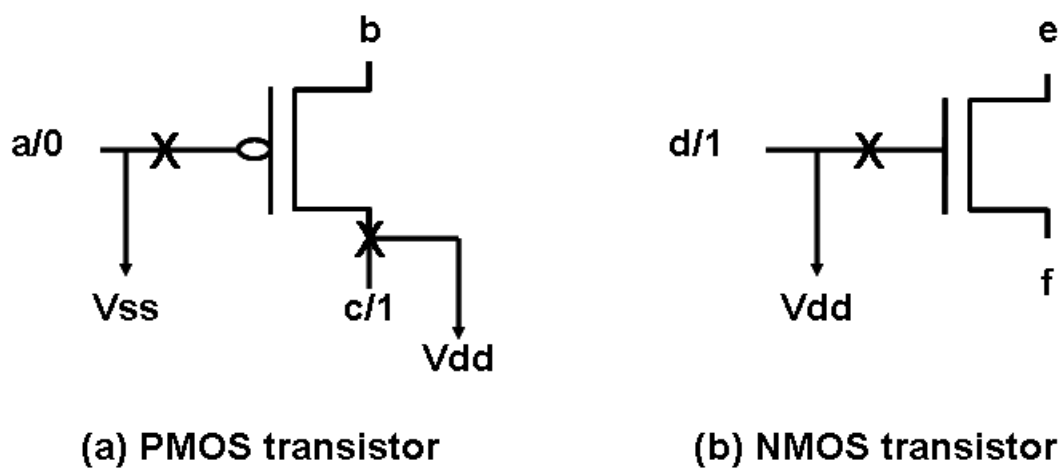 b
e
a/0
X
d/1
X
X
Vss
c/1
Vdd
Vdd
f
(a) PMOS transistor
(b) NMOS transistor